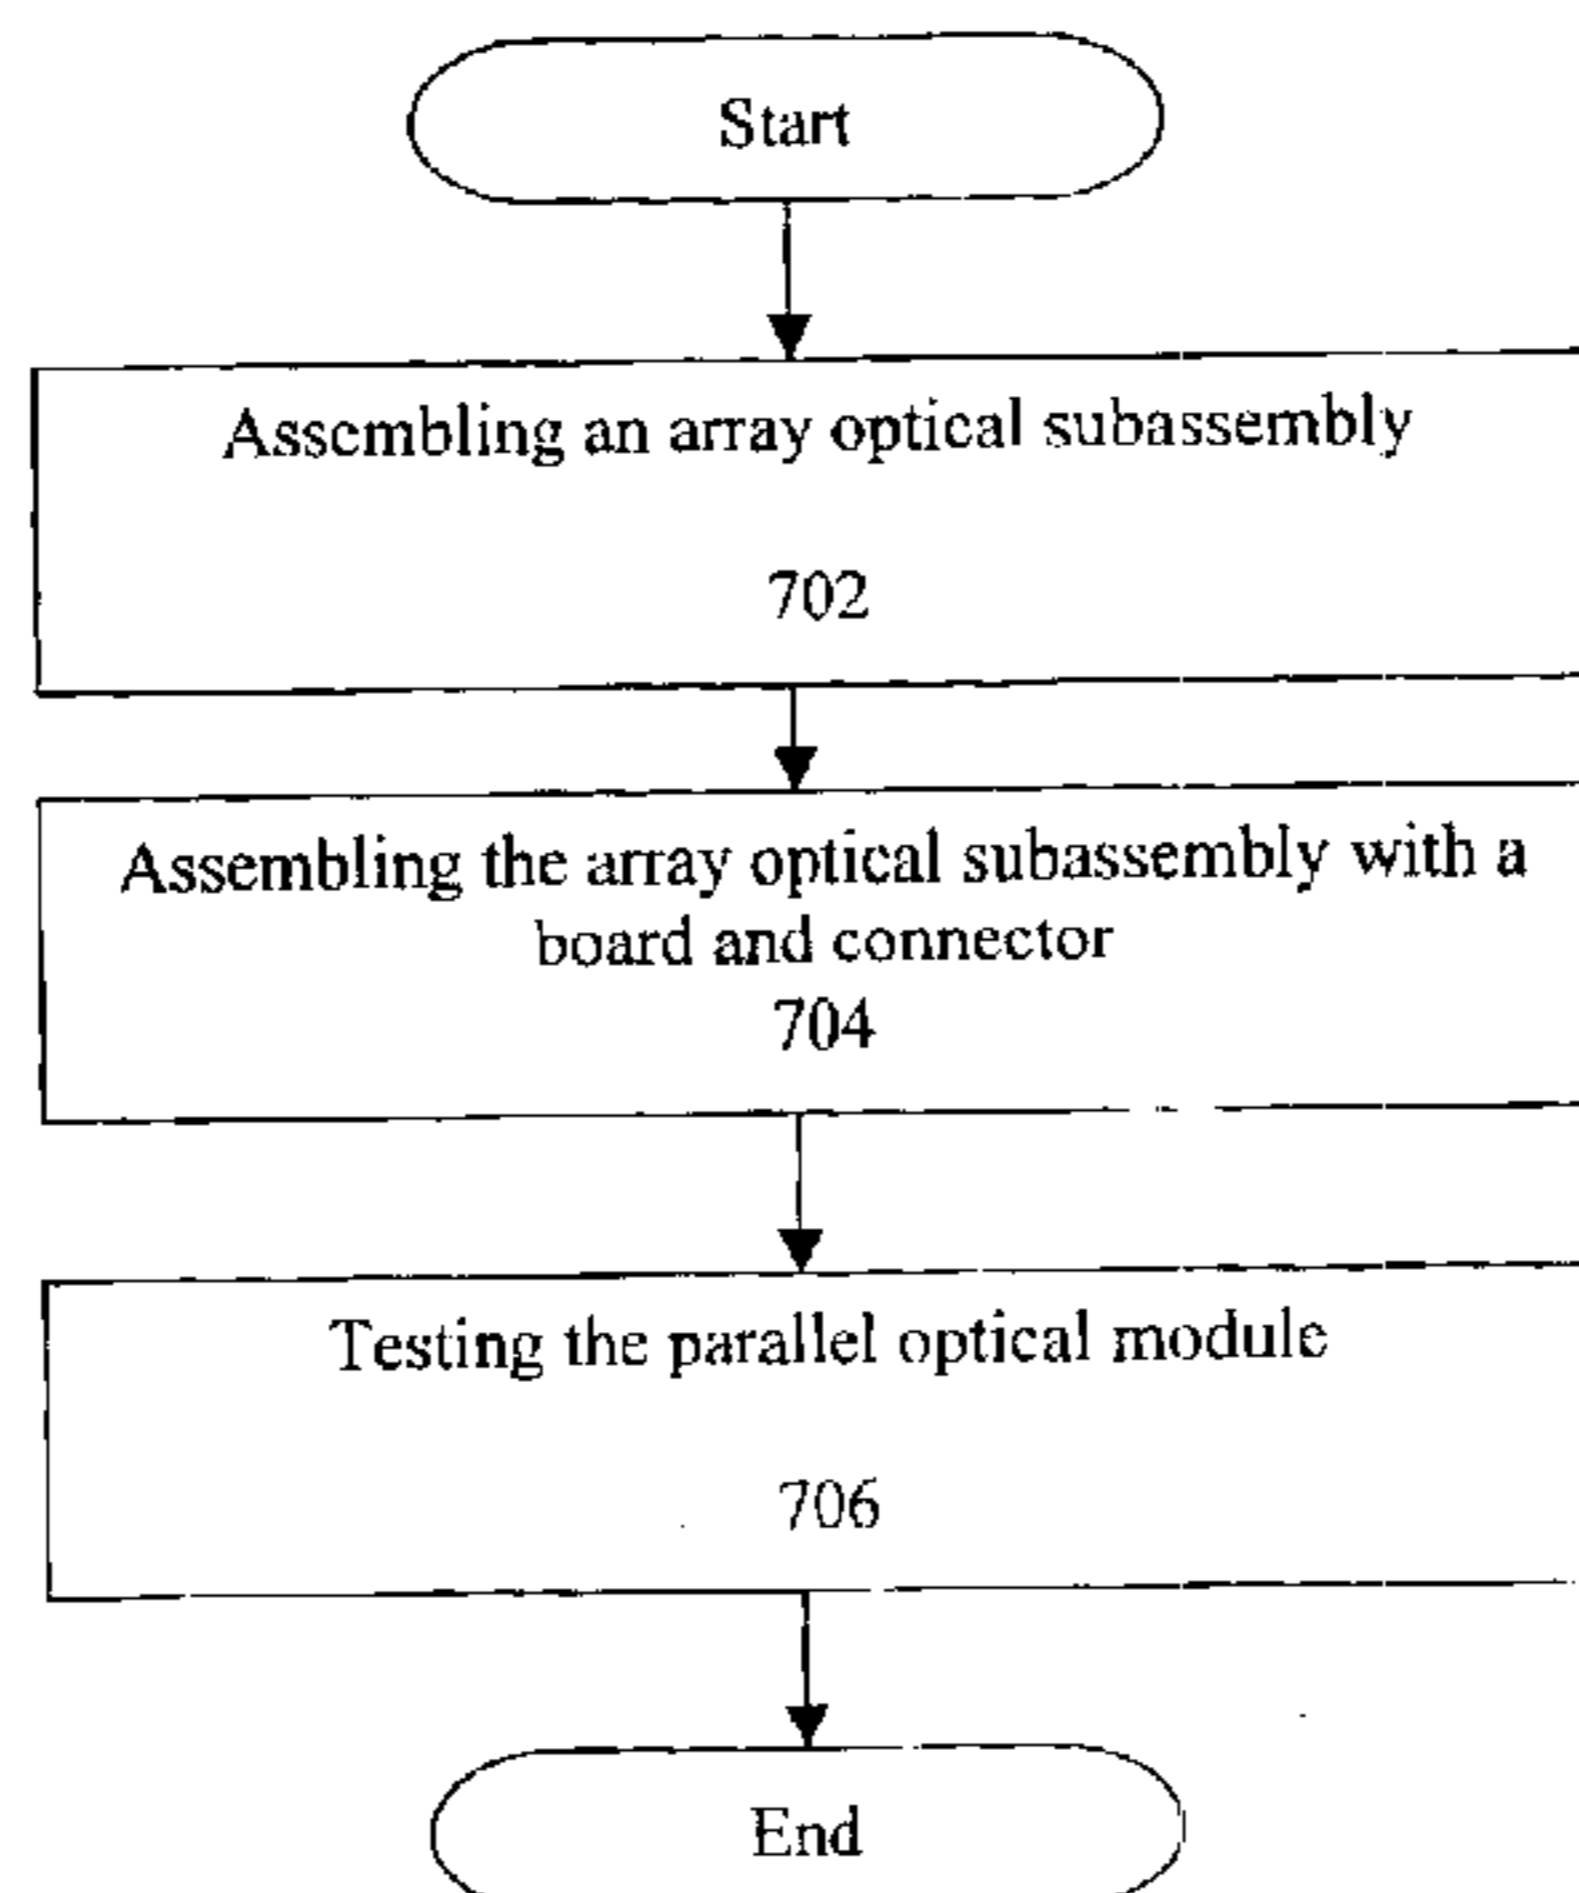 Start
Assembling an array optical subassembly
702
Assembling the array optical subassembly with a
board and connector
704
Testing the parallel optical module
706
End